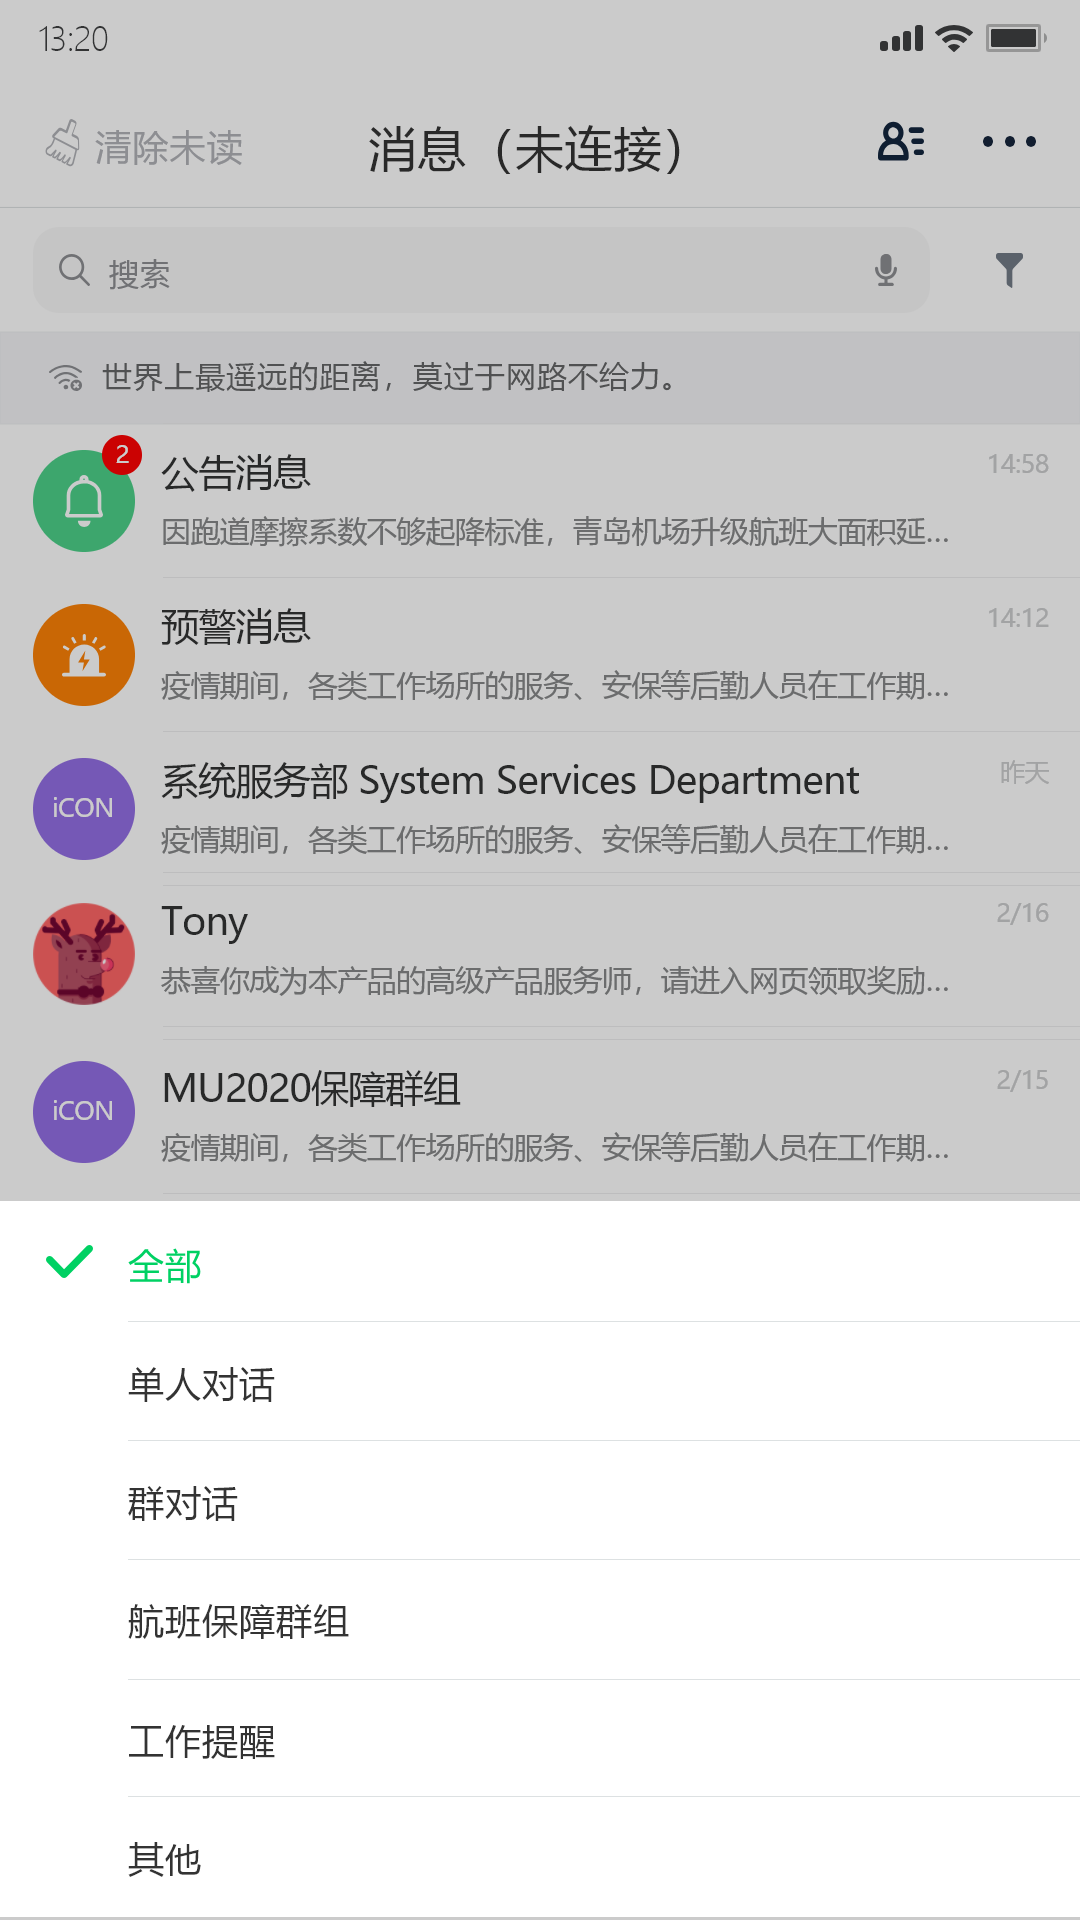 13:20
清除未读
消息（未连接）
搜索
世界上最遥远的距离，莫过于网路不给力。
2
公告消息
14:58
因跑道摩擦系数不够起降标准，青岛机场升级航班大面积延...
预警消息
14:12
疫情期间，各类工作场所的服务、安保等后勤人员在工作期...
iCON
系统服务部 System Services Department
昨天
疫情期间，各类工作场所的服务、安保等后勤人员在工作期...
Tony
2/16
恭喜你成为本产品的高级产品服务师，请进入网页领取奖励...
iCON
MU2020保障群组
2/15
疫情期间，各类工作场所的服务、安保等后勤人员在工作期...
全部
单人对话
群对话
航班保障群组
工作提醒
其他